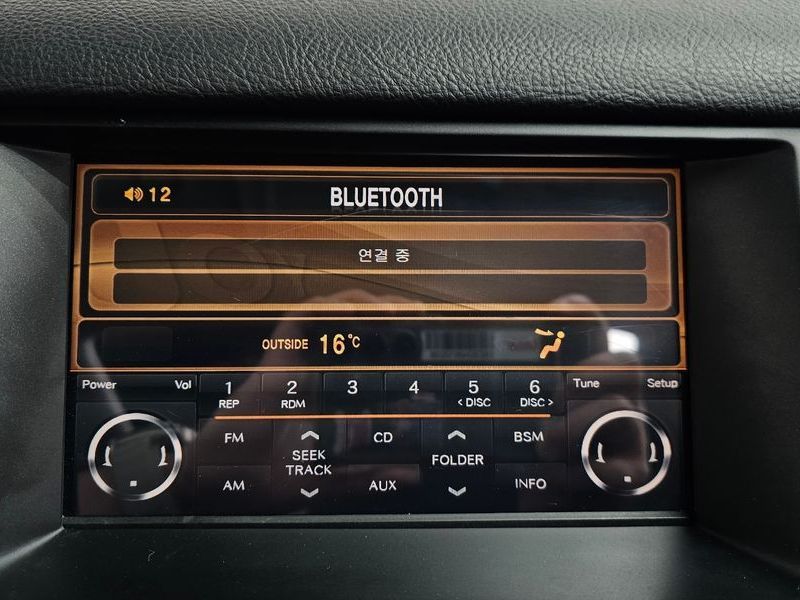 12 BLUETOOTH
연결 중
OUTSIDE 16°C
Power Vol 1 2 3 4 5 6 Tune Setup
REP RDM < DISC DISC >
FM SEEK TRACK CD FOLDER BSM
AM AUX INFO